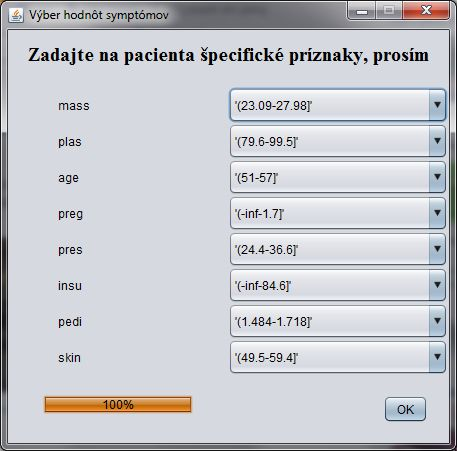 Výber hodnôt symptómov
Zadajte na pacienta špecifické príznaky, prosím
mass '(23.09-27.98]'
plas '(79.6-99.5]'
age '(51-57]'
preg '(-inf-1.7]'
pres '(24.4-36.6]'
insu '(-inf-84.6]'
pedi '(1.484-1.718]'
skin '(49.5-59.4]'
100% OK